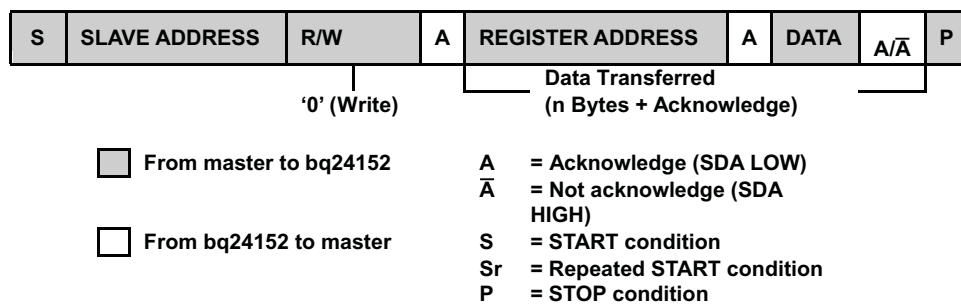 S SLAVE ADDRESS R/W A REGISTER ADDRESS A DATA A/A̅ P
Data Transferred
‘0’ (Write) (n Bytes + Acknowledge)
From master to bq24152 A = Acknowledge (SDA LOW)
A̅ = Not acknowledge (SDA
HIGH)
From bq24152 to master S = START condition
Sr = Repeated START condition
P = STOP condition